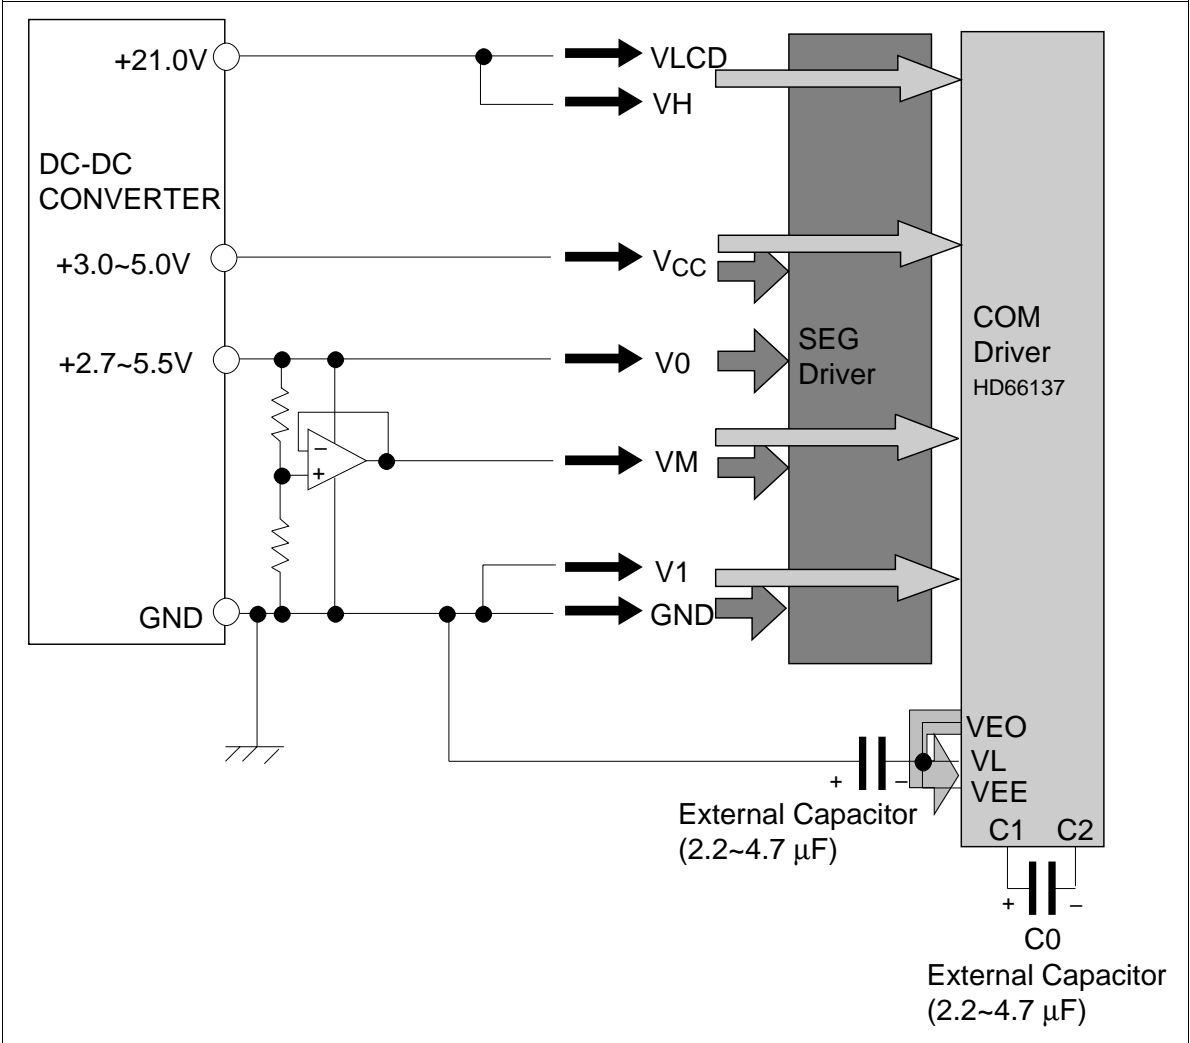 +21.0V
VLCD
VH
DC-DC
CONVERTER
+3.0~5.0V
VCC
+2.7~5.5V
V0
SEG
Driver
COM
Driver
HD66137
–
+
VM
V1
GND
GND
VEO
VL
VEE
+ –
External Capacitor
(2.2~4.7 µF)
C1 C2
+ –
C0
External Capacitor
(2.2~4.7 µF)